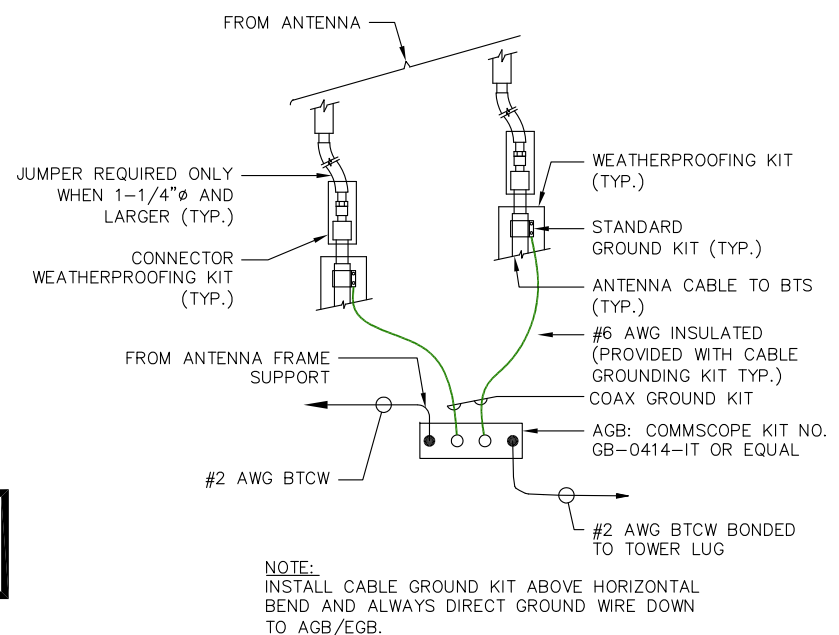 FROM ANTENNA
JUMPER REQUIRED ONLY
WHEN 1-1/4"ø AND
LARGER (TYP.)
CONNECTOR
WEATHERPROOFING KIT
(TYP.)
WEATHERPROOFING KIT
(TYP.)
STANDARD
GROUND KIT (TYP.)
ANTENNA CABLE TO BTS
(TYP.)
#6 AWG INSULATED
(PROVIDED WITH CABLE
GROUNDING KIT TYP.)
COAX GROUND KIT
FROM ANTENNA FRAME
SUPPORT
AGB: COMMSCOPE KIT NO.
GB-0414-IT OR EQUAL
#2 AWG BTCW
#2 AWG BTCW BONDED
TO TOWER LUG
NOTE:
INSTALL CABLE GROUND KIT ABOVE HORIZONTAL
BEND AND ALWAYS DIRECT GROUND WIRE DOWN
TO AGB/EGB.